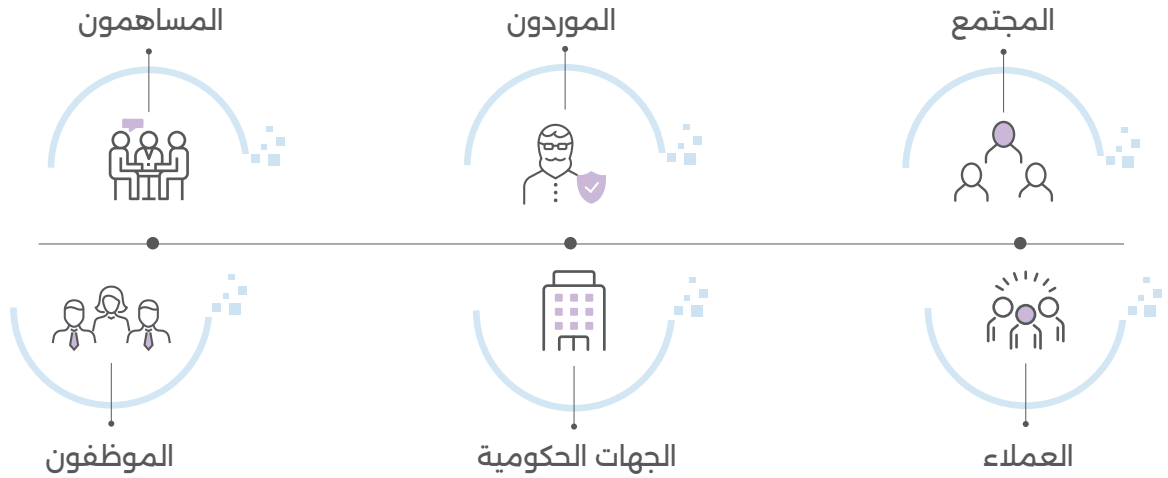 المجتمع
الموردون
المساهمون
العملاء
الجهات الحكومية
الموظفون